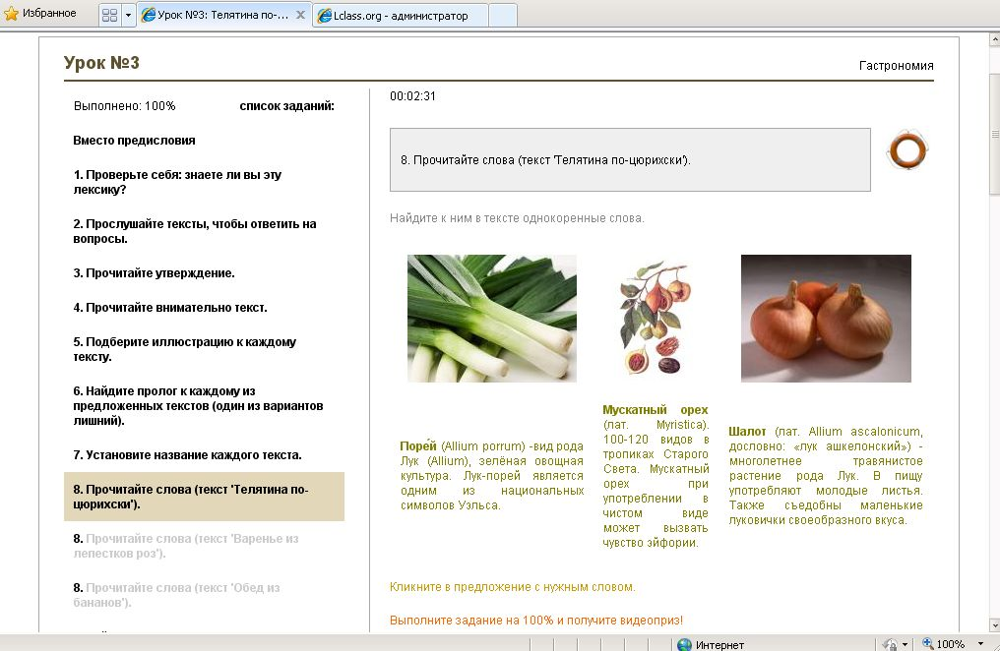 Избранное
Урок №3: Телятина по-...
Lclass.org - администратор
Урок №3
Гастрономия
Выполнено: 100%
список заданий:
Вместо предисловия
1. Проверьте себя: знаете ли вы эту
лексику?
2. Прослушайте тексты, чтобы ответить на
вопросы.
3. Прочитайте утверждение.
4. Прочитайте внимательно текст.
5. Подберите иллюстрацию к каждому
тексту.
6. Найдите пролог к каждому из
предложенных текстов (один из вариантов
лишний).
7. Установите название каждого текста.
8. Прочитайте слова (текст 'Телятина по-
цюрихски').
8. Прочитайте слова (текст 'Варенье из
лепестков роз').
8. Прочитайте слова (текст 'Обед из
бананов').
00:02:31
8. Прочитайте слова (текст 'Телятина по-цюрихски').
Найдите к ним в тексте однокоренные слова.
Поре́й (Allium porrum) -вид рода
Лук (Allium), зелёная овощная
культура. Лук-порей является
одним из национальных
символов Уэльса.
Мускатный орех
(лат. Myristica).
100-120 видов в
тропиках Старого
Света. Мускатный
орех при
употреблении в
чистом виде
может вызвать
чувство эйфории.
Шалот (лат. Allium ascalonicum,
дословно: «лук ашкелонский») -
многолетнее травянистое
растение рода Лук. В пищу
употребляют молодые листья.
Также съедобны маленькие
луковички своеобразного вкуса.
Кликните в предложение с нужным словом.
Выполните задание на 100% и получите видеоприз!
Интернет
100%